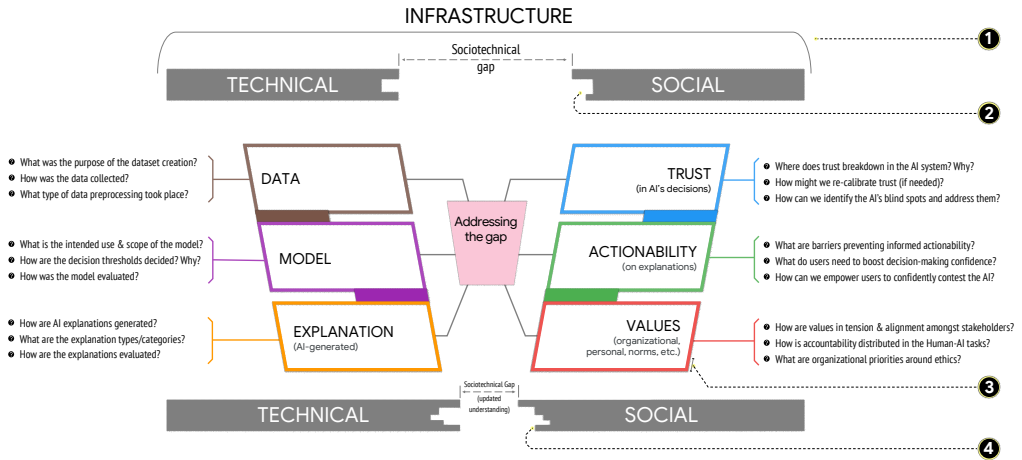 INFRASTRUCTURE
1
Sociotechnical
gap
TECHNICAL
SOCIAL
2
What was the purpose of the dataset creation?
How was the data collected?
What type of data preprocessing took place?
DATA
TRUST
(in AI's decisions)
Where does trust breakdown in the AI system? Why?
How might we re-calibrate trust (if needed)?
How can we identify the AI's blind spots and address them?
Addressing
the gap
What is the intended use & scope of the model?
How are the decision thresholds decided? Why?
How was the model evaluated?
MODEL
ACTIONABILITY
(on explanations)
What are barriers preventing informed actionability?
What do users need to boost decision-making confidence?
How can we empower users to confidently contest the AI?
How are AI explanations generated?
What are the explanation types/categories?
How are the explanations evaluated?
EXPLANATION
(AI-generated)
VALUES
(organizational,
personal, norms, etc.)
How are values in tension & alignment amongst stakeholders?
How is accountability distributed in the Human-AI tasks?
What are organizational priorities around ethics?
3
Sociotechnical Gap
(updated
understanding)
TECHNICAL
SOCIAL
4